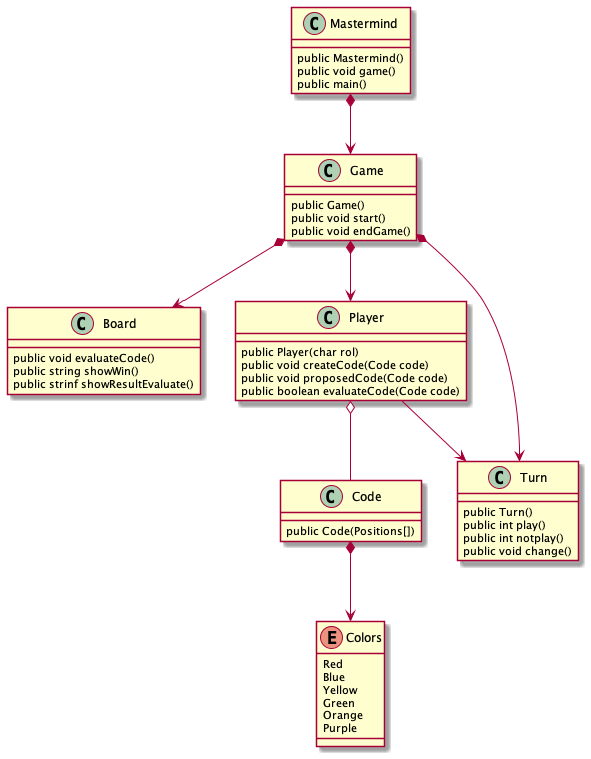 C Mastermind
public Mastermind()
public void game()
public main()
C Game
public Game()
public void start()
public void endGame()
C Board
public void evaluateCode()
public string showWin()
public strinf showResultEvaluate()
C Player
public Player(char rol)
public void createCode(Code code)
public void proposedCode(Code code)
public boolean evaluateCode(Code code)
C Code
public Code(Positions[])
C Turn
public Turn()
public int play()
public int notplay()
public void change()
E Colors
Red
Blue
Yellow
Green
Orange
Purple